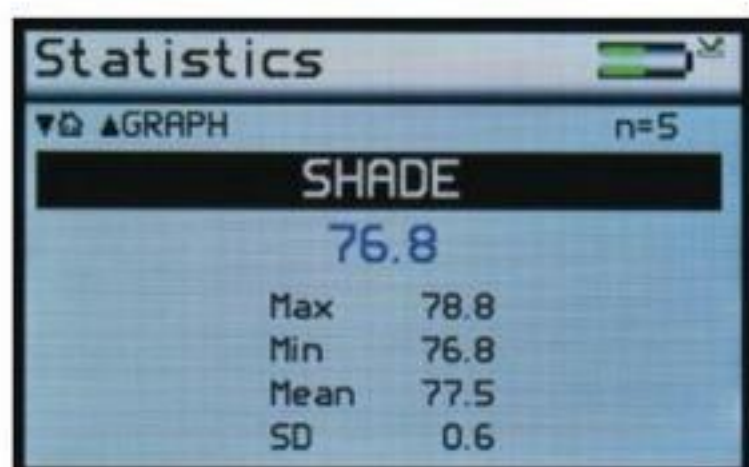 Statistics
▼⌂ ▲GRAPH n=5
SHADE
76.8
Max 78.8
Min 76.8
Mean 77.5
SD 0.6